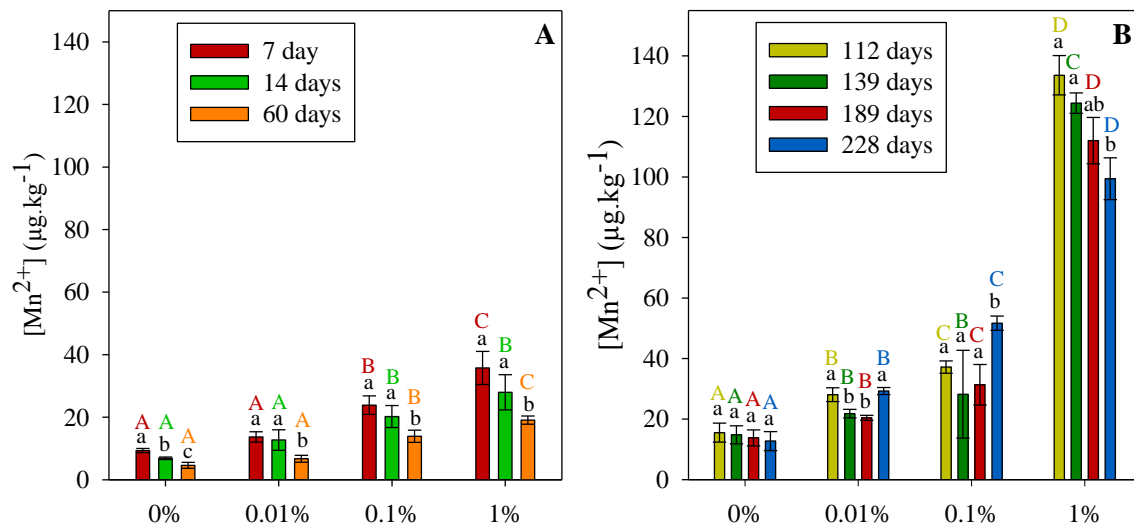 A
7 day
14 days
60 days
[Mn2+] (µg.kg-1)
140
120
100
80
60
40
20
0
A A A
a b c
A A A
a a b
B B B
a a b
C B C
a a b
0% 0.01% 0.1% 1%
B
112 days
139 days
189 days
228 days
[Mn2+] (µg.kg-1)
140
120
100
80
60
40
20
0
A A A A
a a a a
B B B B
a b b a
C B C C
a a a b
D C D D
a a ab b
0% 0.01% 0.1% 1%